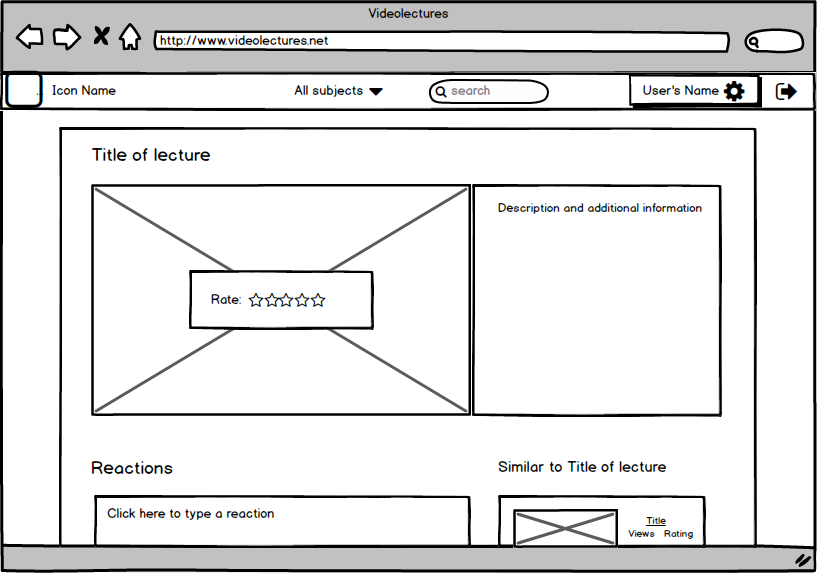 Videolectures
http://www.videolectures.net
Icon Name
All subjects
search
User's Name
Title of lecture
Description and additional information
Rate:
Reactions
Similar to Title of lecture
Click here to type a reaction
Title
Views Rating